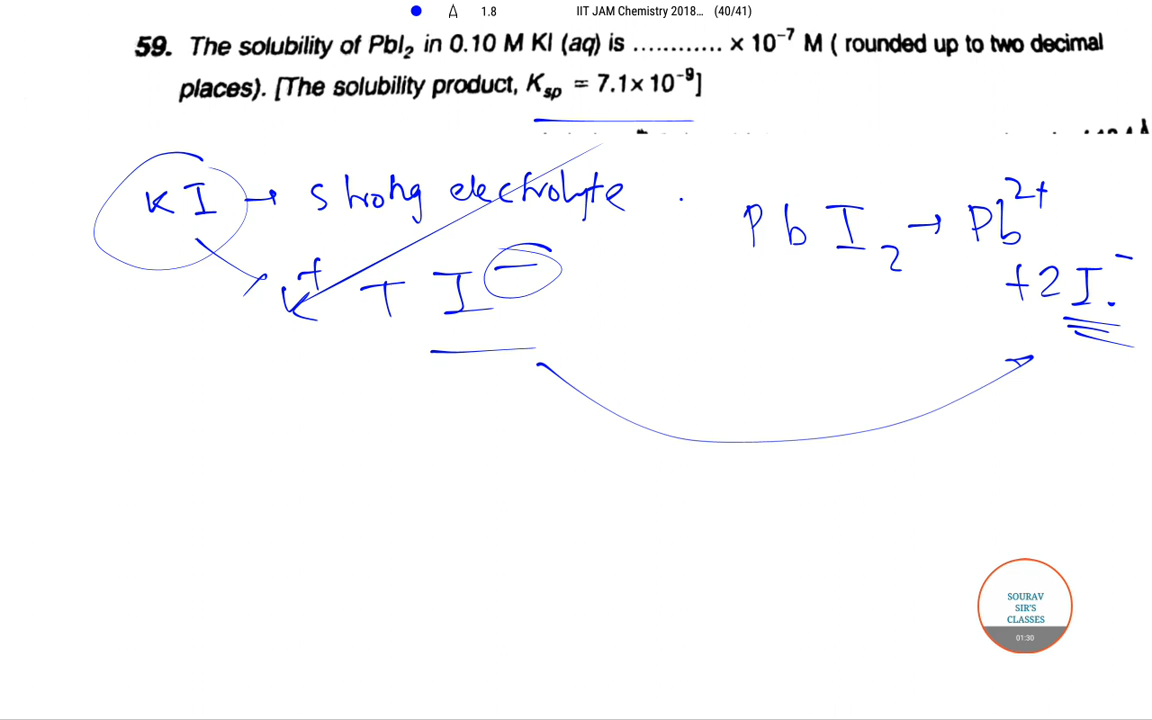 1.8 IIT JAM Chemistry 2018... (40/41)
59. The solubility of PbI₂ in 0.10 M KI (aq) is ............ × 10⁻⁷ M ( rounded up to two decimal
places). [The solubility product, Kₛₚ = 7.1× 10⁻⁹]
KI → strong electrolyte .
K⁺ + I⁻
PbI₂ → Pb²⁺
+2I⁻.
SOURAV
SIR'S
CLASSES
01:30